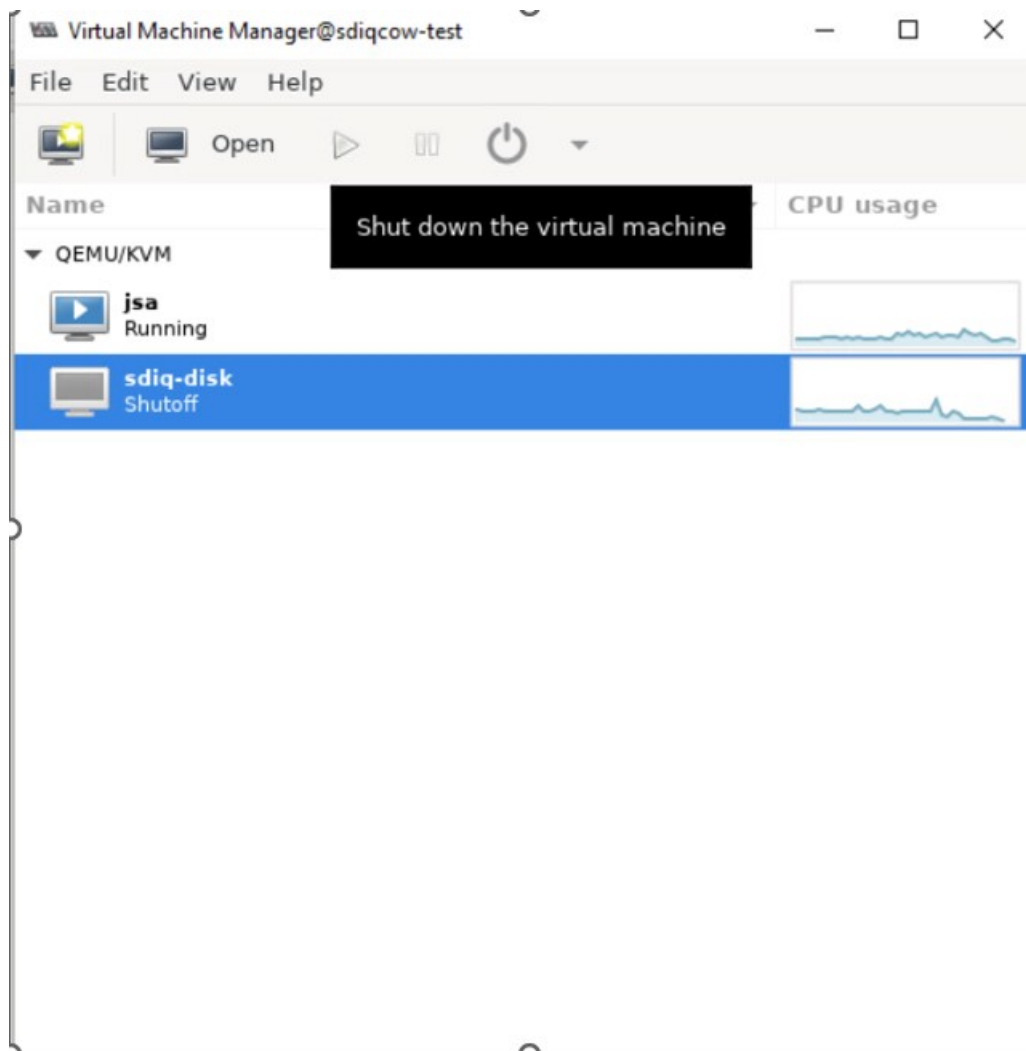 Virtual Machine Manager@sdiqcow-test
File Edit View Help
Open
Name CPU usage
Shut down the virtual machine
QEMU/KVM
jsa
Running
sdiq-disk
Shutoff